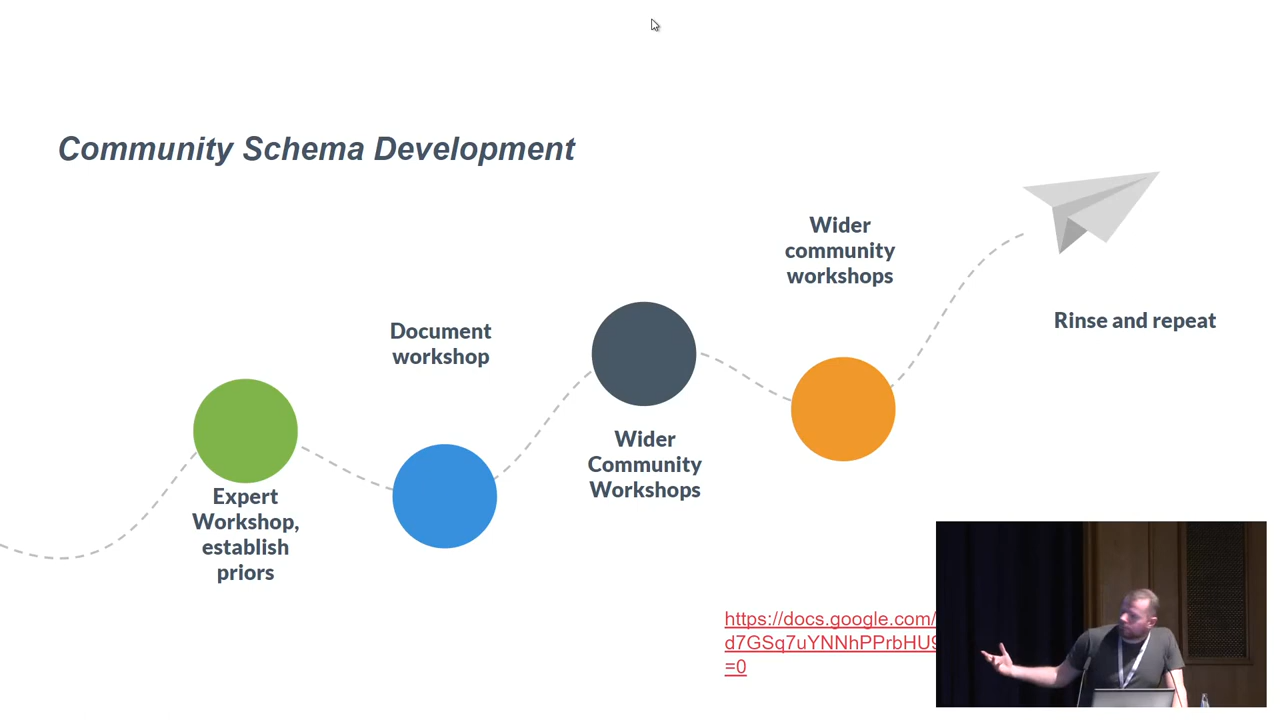 Community Schema Development
Expert
Workshop,
establish
priors
Document
workshop
Wider
Community
Workshops
Wider
community
workshops
Rinse and repeat
https://docs.google.com/
d7GSq7uYNNhPPrbHU9
=0